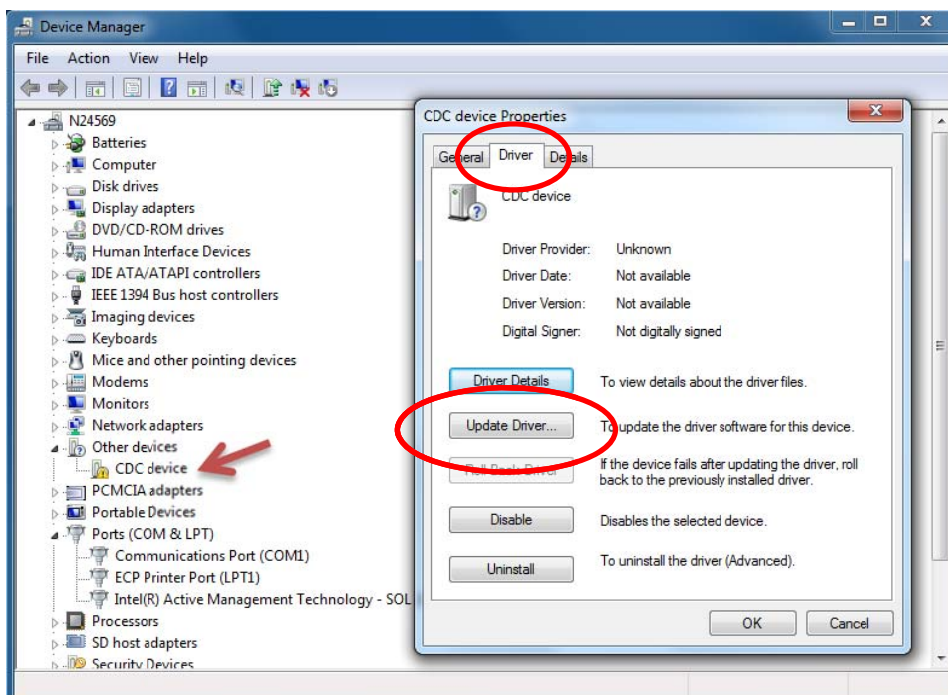 Device Manager
File Action View Help
N24569
Batteries
Computer
Disk drives
Display adapters
DVD/CD-ROM drives
Human Interface Devices
IDE ATA/ATAPI controllers
IEEE 1394 Bus host controllers
Imaging devices
Keyboards
Mice and other pointing devices
Modems
Monitors
Network adapters
Other devices
CDC device
PCMCIA adapters
Portable Devices
Ports (COM & LPT)
Communications Port (COM1)
ECP Printer Port (LPT1)
Intel(R) Active Management Technology - SOL
Processors
SD host adapters
Security Devices
CDC device Properties
General Driver Details
CDC device
Driver Provider: Unknown
Driver Date: Not available
Driver Version: Not available
Digital Signer: Not digitally signed
Driver Details To view details about the driver files.
Update Driver... To update the driver software for this device.
Roll Back Driver If the device fails after updating the driver, roll
back to the previously installed driver.
Disable Disables the selected device.
Uninstall To uninstall the driver (Advanced).
OK Cancel